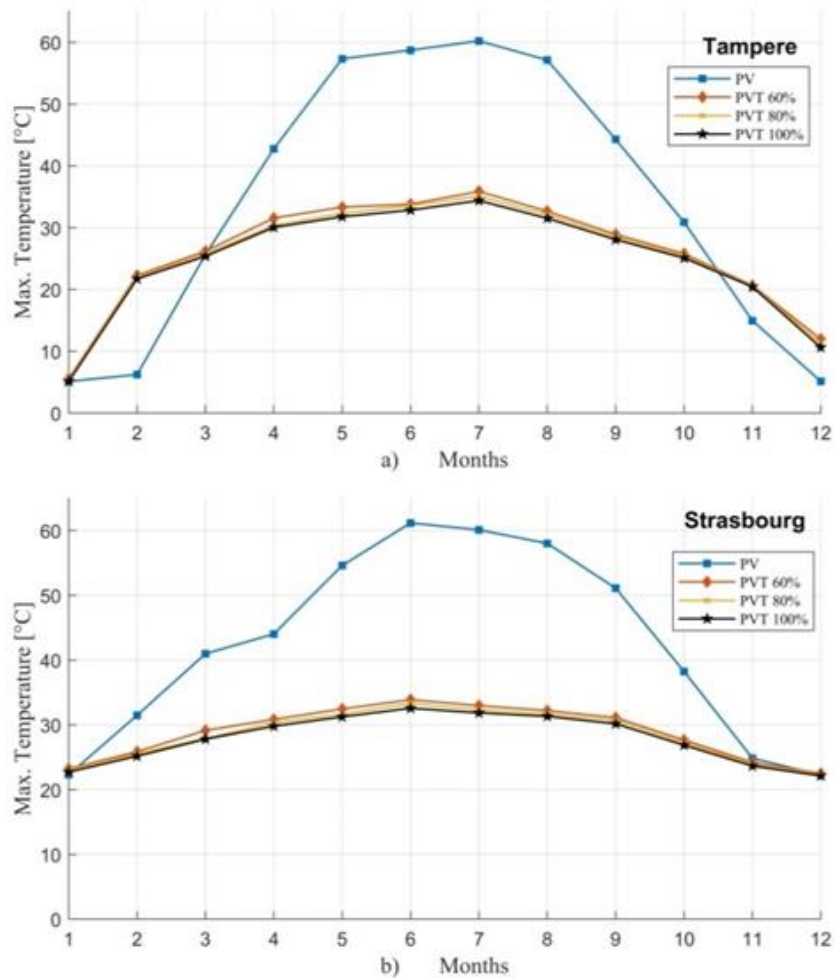 Tampere
PV
PVT 60%
PVT 80%
PVT 100%
Max. Temperature [°C]
60
50
40
30
20
10
0
1 2 3 4 5 6 7 8 9 10 11 12
a) Months
Strasbourg
PV
PVT 60%
PVT 80%
PVT 100%
Max. Temperature [°C]
60
50
40
30
20
10
0
1 2 3 4 5 6 7 8 9 10 11 12
b) Months